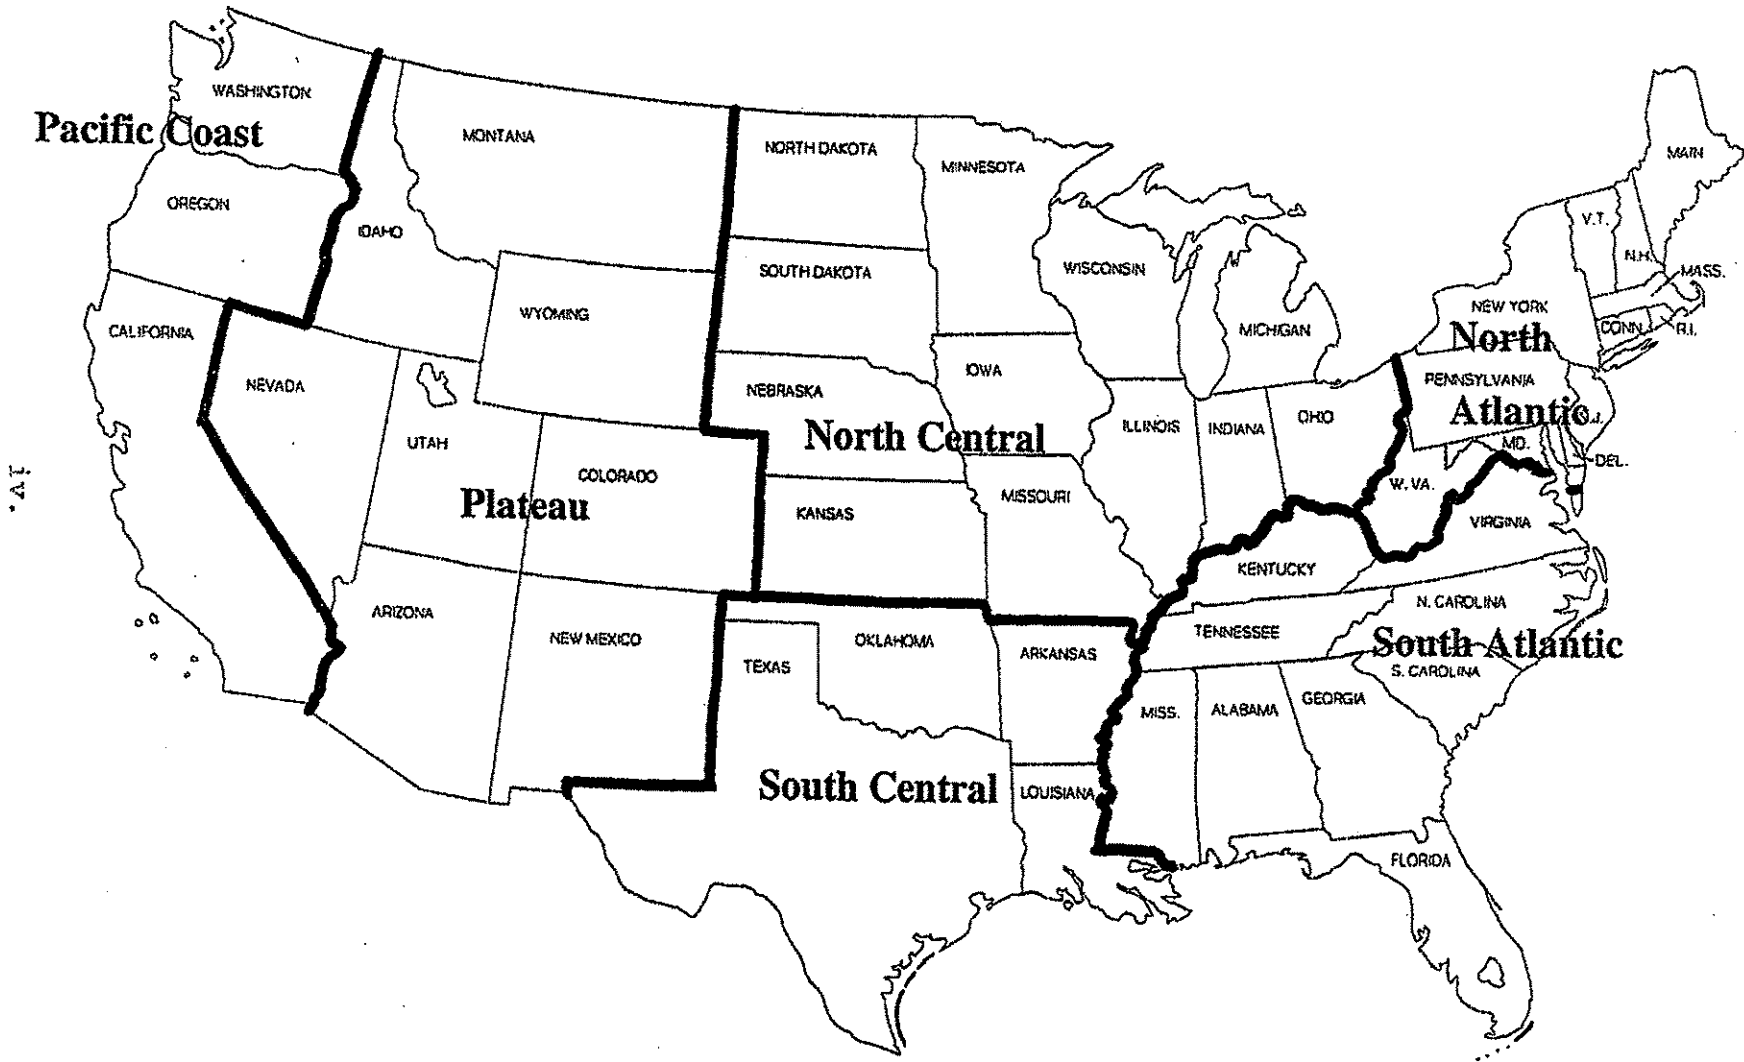 WASHINGTON
Pacific Coast
MONTANA
NORTH DAKOTA
MINNESOTA
MAIN
OREGON
IDAHO
V.T.
N.H.
MASS.
SOUTH DAKOTA
WISCONSIN
WYOMING
MICHIGAN
NEW YORK
CONN.
R.I.
CALIFORNIA
North
NEVADA
NEBRASKA
IOWA
PENNSYLVANIA
Atlantic
J.
OHIO
ILLINOIS
INDIANA
UTAH
North Central
MD.
DEL.
COLORADO
W. VA.
iv.
Plateau
KANSAS
MISSOURI
VIRGINIA
KENTUCKY
ARIZONA
N. CAROLINA
NEW MEXICO
OKLAHOMA
TENNESSEE
South Atlantic
TEXAS
ARKANSAS
S. CAROLINA
MISS.
ALABAMA
GEORGIA
South Central
LOUISIANA
FLORIDA